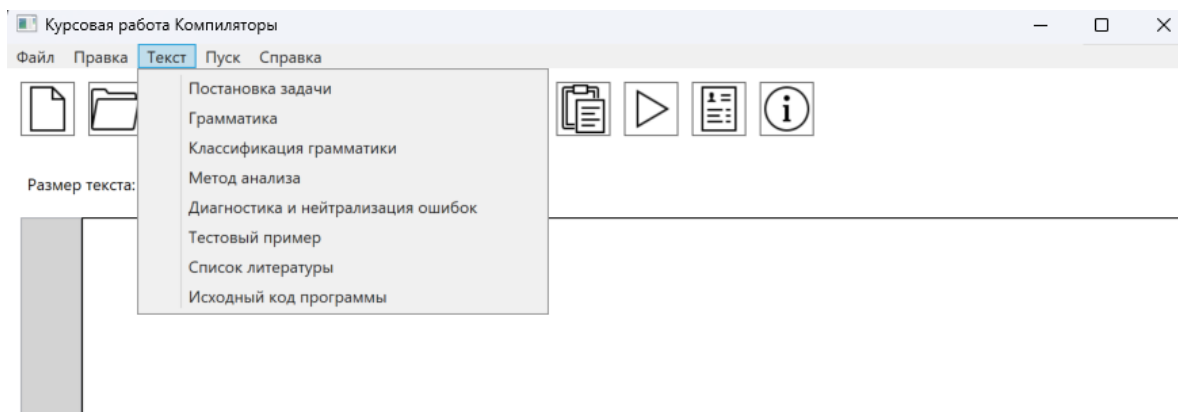 Курсовая работа Компиляторы
Файл Правка Текст Пуск Справка
Постановка задачи
Грамматика
Классификация грамматики
Метод анализа
Размер текста:
Диагностика и нейтрализация ошибок
Тестовый пример
Список литературы
Исходный код программы